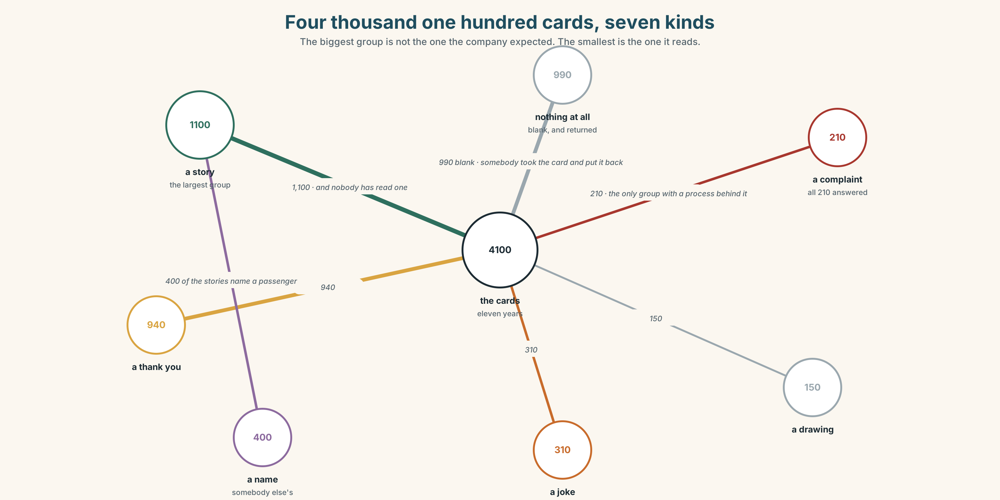 Four thousand one hundred cards, seven kinds
The biggest group is not the one the company expected. The smallest is the one it reads.
990
nothing at all
blank, and returned
1100
a story
the largest group
210
a complaint
all 210 answered
990 blank · somebody took the card and put it back
1,100 · and nobody has read one
210 · the only group with a process behind it
4100
the cards
eleven years
400 of the stories name a passenger
940
940
a thank you
150
310
150
a drawing
400
a name
somebody else's
310
a joke